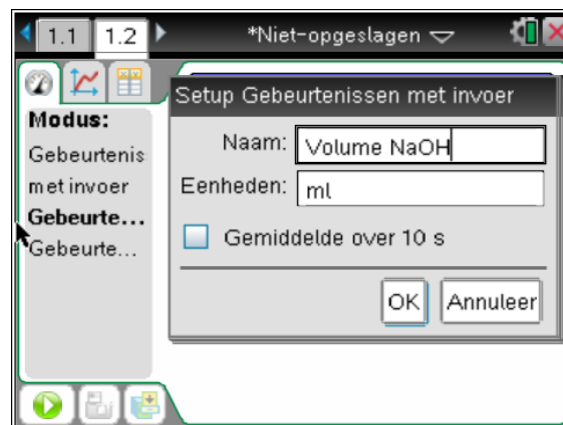 1.1 1.2 *Niet-opgeslagen
Setup Gebeurtenissen met invoer
Modus:
Gebeurtenis
met invoer
Gebeurte...
Gebeurte...
Naam: Volume NaOH
Eenheden: ml
Gemiddelde over 10 s
OK Annuleer